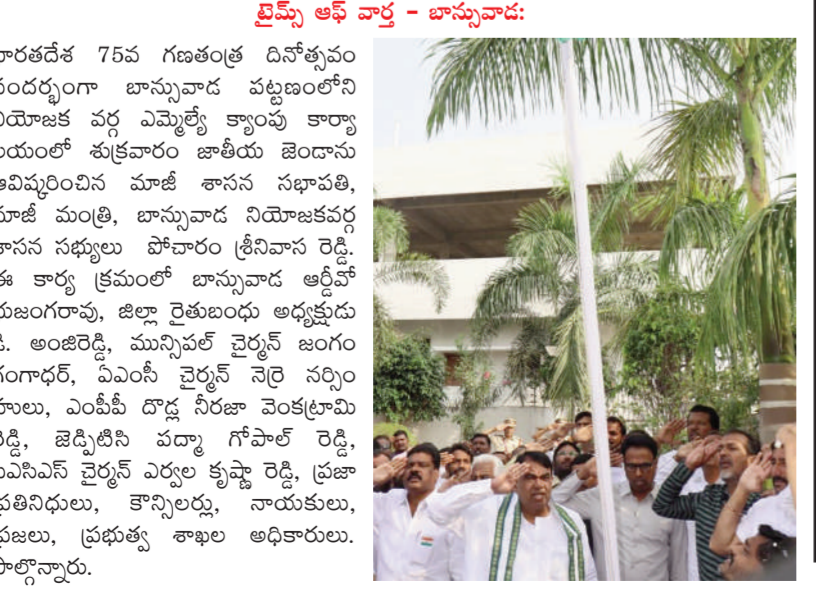 టైమ్స్ ఆఫ్ వార్త - బాన్సువాడ:
భారతదేశ 75వ గణతంత్ర దినోత్సవం
సందర్భంగా బాన్సువాడ పట్టణంలోని
నియోజక వర్గ ఎమ్మెల్యే క్యాంపు కార్యా
లయంలో శుక్రవారం జాతీయ జెండాను
ఆవిష్కరించిన మాజీ శాసన సభాపతి,
మాజీ మంత్రి, బాన్సువాడ నియోజకవర్గ
శాసన సభ్యులు పోచారం శ్రీనివాస రెడ్డి.
ఈ కార్య క్రమంలో బాన్సువాడ ఆర్డీవో
భుజంగరావు, జిల్లా రైతుబంధు అధ్యక్షుడు
అంజిరెడ్డి, మున్సిపల్ చైర్మన్ జంగం
గంగాధర్, ఏఎంసీ చైర్మన్ నెర్రె నర్సిం
హులు, ఎంపీపీ దొడ్ల నీరజా వెంకట్రామి
రెడ్డి, జెడ్పిటిసి పద్మా గోపాల్ రెడ్డి,
చైర్మన్ ఎర్వల కృష్ణా రెడ్డి, ప్రజా
ప్రతినిధులు, కౌన్సిలర్లు, నాయకులు,
ప్రజలు, ప్రభుత్వ శాఖల అధికారులు.
పాల్గొన్నారు.